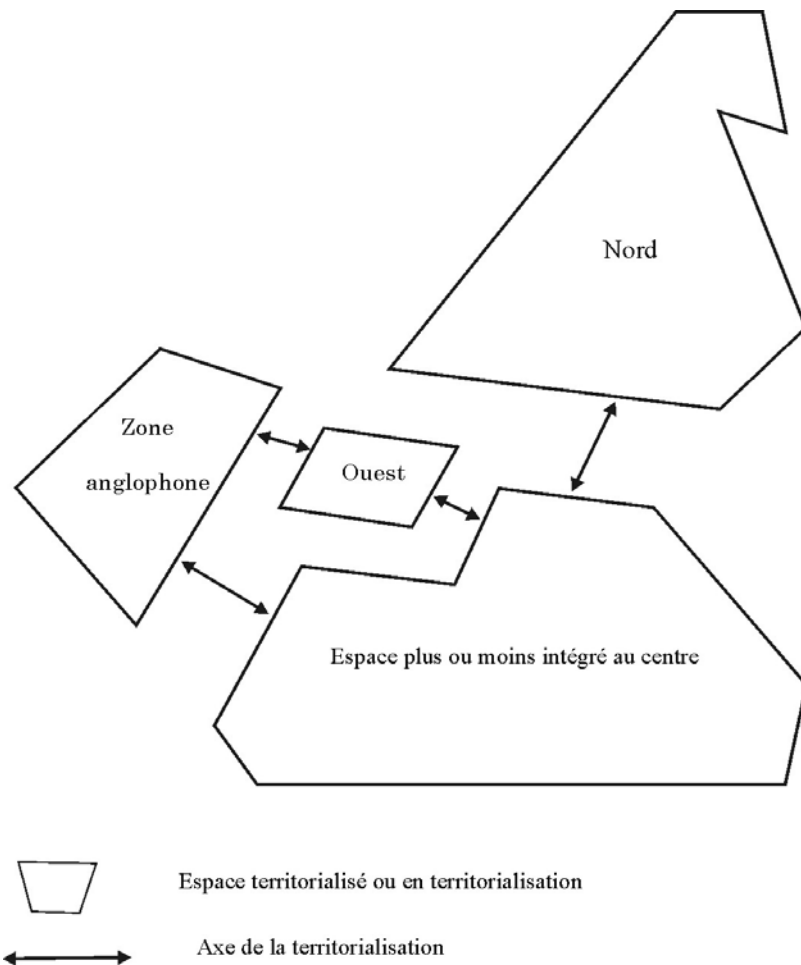 Nord
Zone
anglophone
Ouest
Espace plus ou moins intégré au centre
Espace territorialisé ou en territorialisation
Axe de la territorialisation